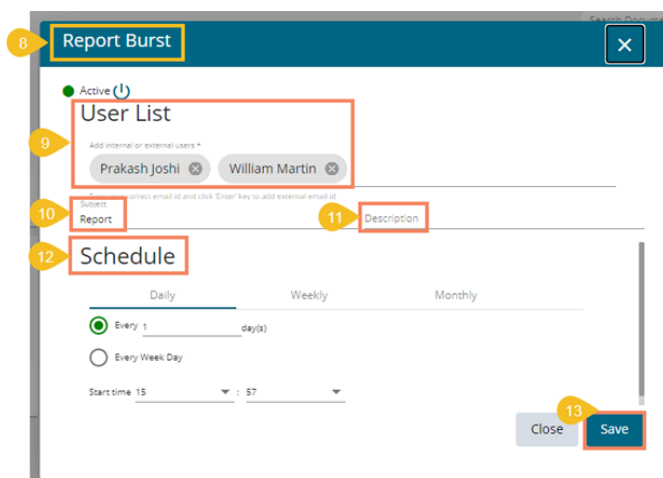 Search Docume
8
Report Burst
Active
User List
9
Add internal or external users *
Prakash Joshi
William Martin
correct email id and click 'Enter' key to add external email id
10
Subject
Report
11
Description
12
Schedule
Daily Weekly Monthly
Every 1 day(s)
Every Week Day
Start time 15 : 57
13
Close
Save